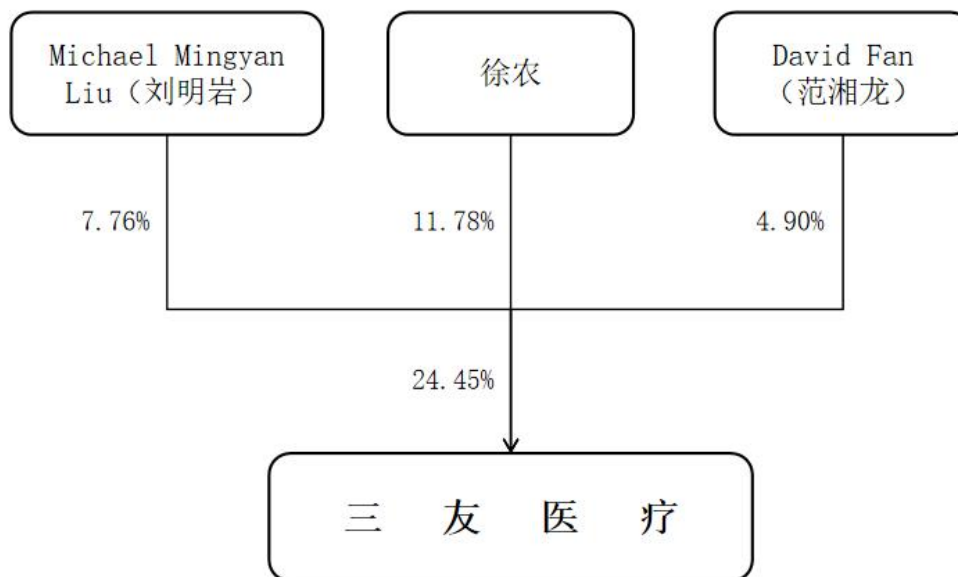 Michael Mingyan
Liu（刘明岩）
徐农
David Fan
（范湘龙）
7.76%
11.78%
4.90%
24.45%
三 友 医 疗